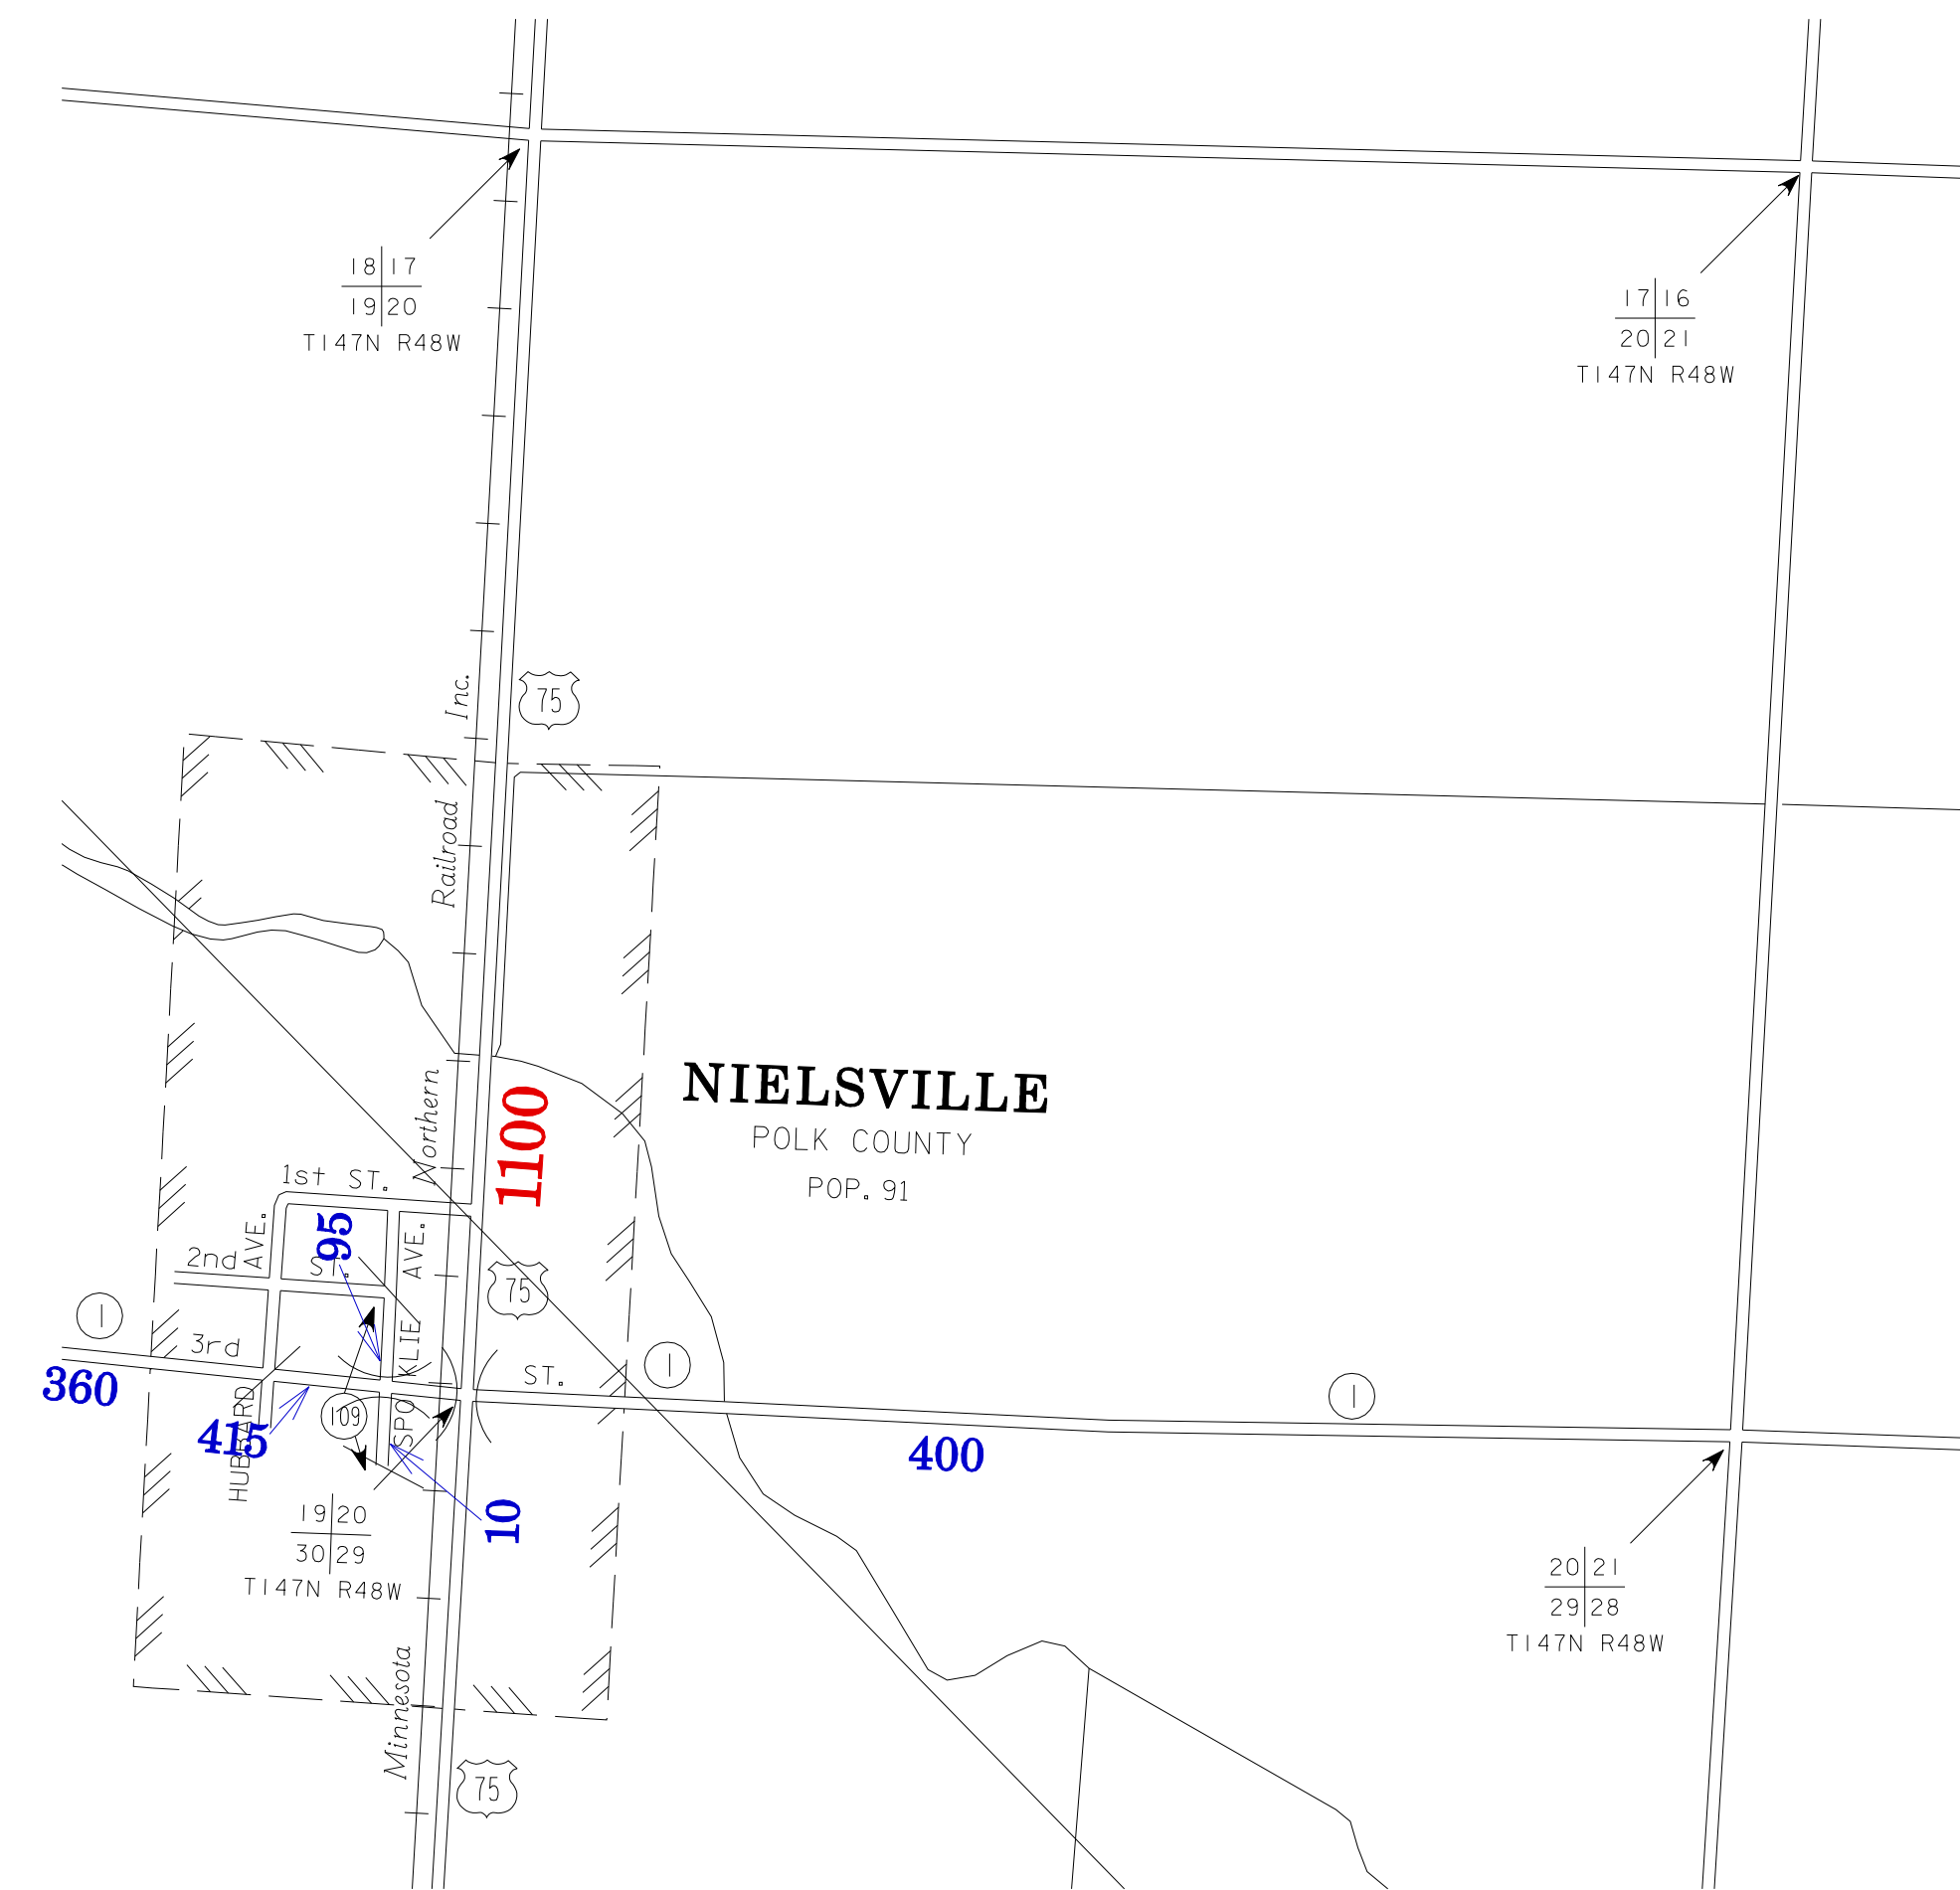 18 17
19 20
T147N R48W
17 16
20 21
T147N R48W
75
Minnesota Northern Railroad Inc.
NIELSVILLE
POLK COUNTY
POP. 91
1100
1st ST.
95
2nd ST.
HUBBARD AVE.
75
1
3rd ST.
1
1
360
415
109
400
10
19 20
30 29
T147N R48W
20 21
29 28
T147N R48W
75